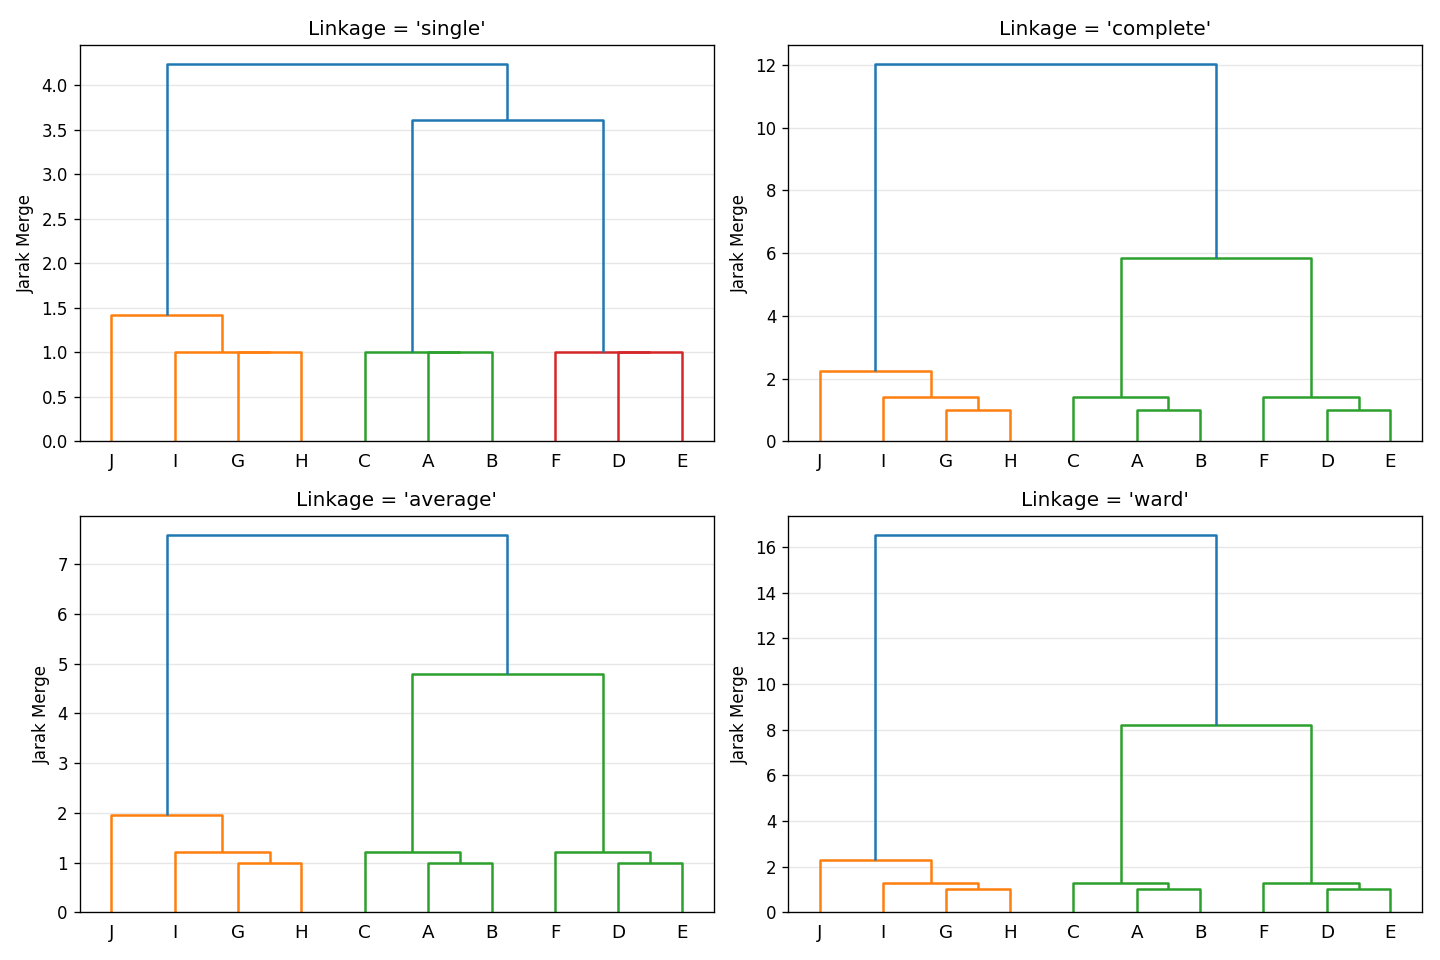 Linkage = 'single'
4.0
3.5
3.0
2.5
2.0
1.5
1.0
0.5
0.0
Jarak Merge
J I G H C A B F D E
Linkage = 'complete'
12
10
8
6
4
2
0
Jarak Merge
J I G H C A B F D E
Linkage = 'average'
7
6
5
4
3
2
1
0
Jarak Merge
J I G H C A B F D E
Linkage = 'ward'
16
14
12
10
8
6
4
2
0
Jarak Merge
J I G H C A B F D E